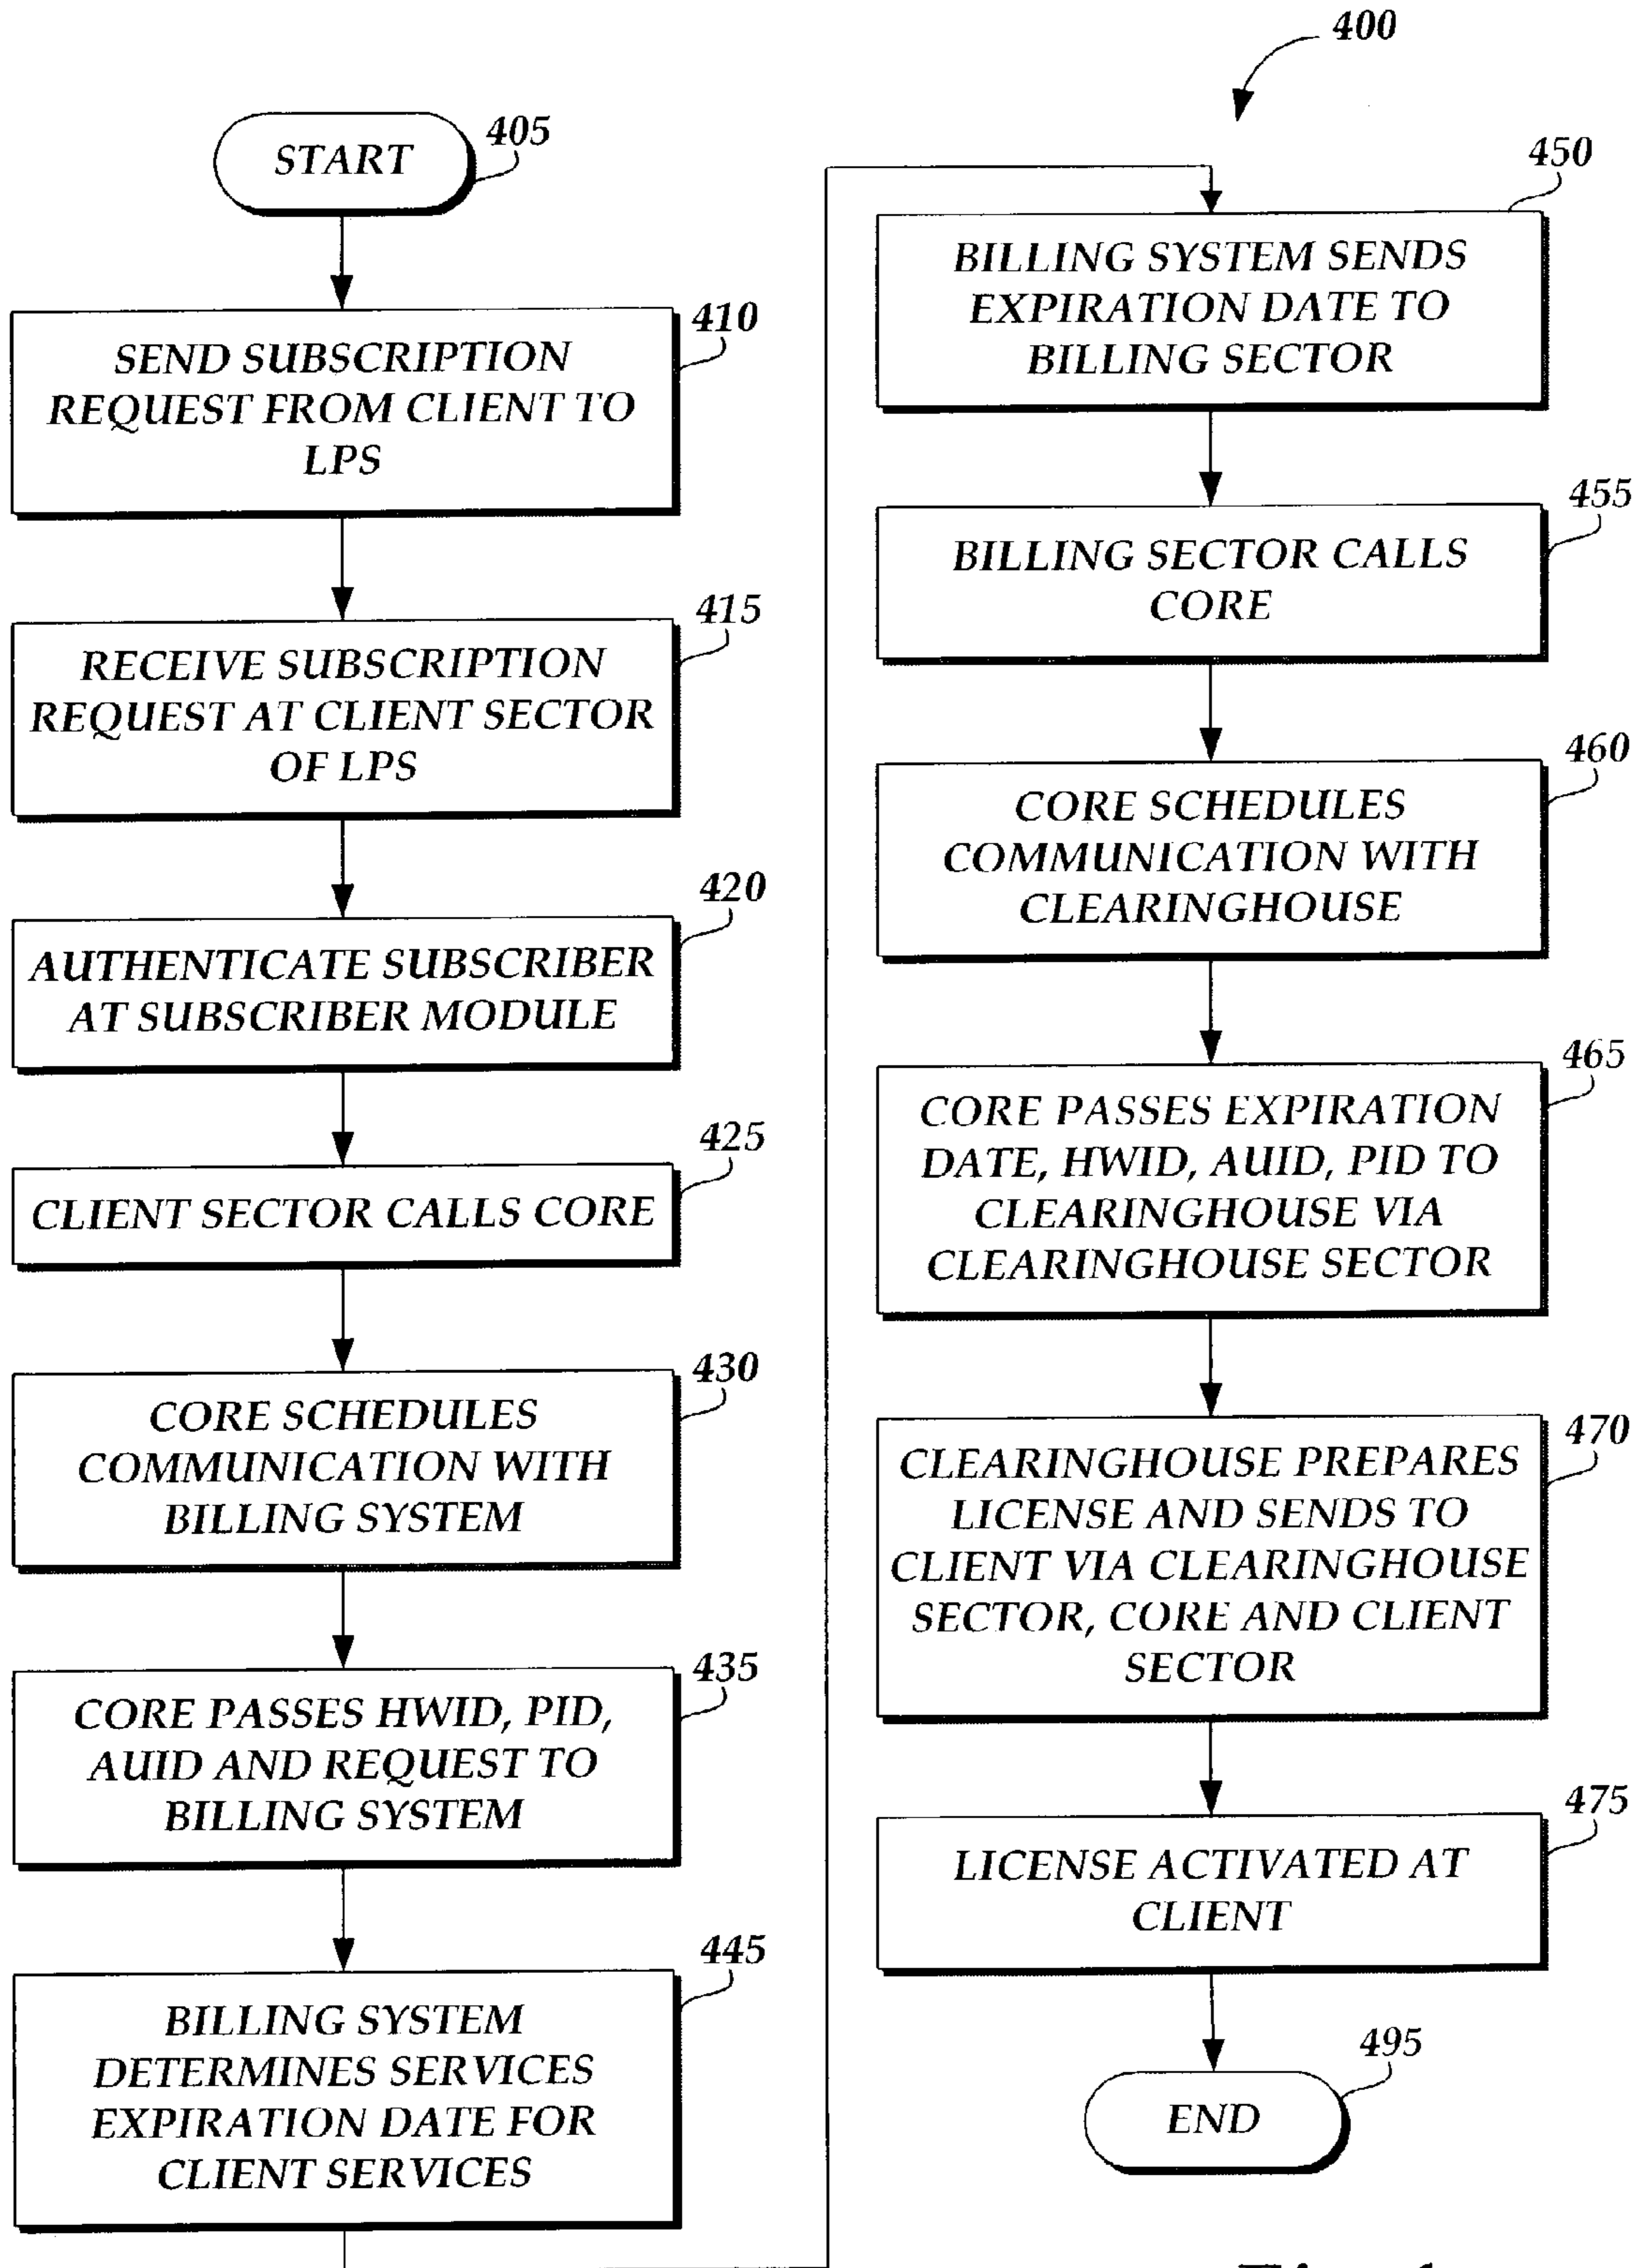 400
START
405
SEND SUBSCRIPTION
REQUEST FROM CLIENT TO
LPS
410
RECEIVE SUBSCRIPTION
REQUEST AT CLIENT SECTOR
OF LPS
415
AUTHENTICATE SUBSCRIBER
AT SUBSCRIBER MODULE
420
CLIENT SECTOR CALLS CORE
425
CORE SCHEDULES
COMMUNICATION WITH
BILLING SYSTEM
430
CORE PASSES HWID, PID,
AUID AND REQUEST TO
BILLING SYSTEM
435
BILLING SYSTEM
DETERMINES SERVICES
EXPIRATION DATE FOR
CLIENT SERVICES
445
BILLING SYSTEM SENDS
EXPIRATION DATE TO
BILLING SECTOR
450
BILLING SECTOR CALLS
CORE
455
CORE SCHEDULES
COMMUNICATION WITH
CLEARINGHOUSE
460
CORE PASSES EXPIRATION
DATE, HWID, AUID, PID TO
CLEARINGHOUSE VIA
CLEARINGHOUSE SECTOR
465
CLEARINGHOUSE PREPARES
LICENSE AND SENDS TO
CLIENT VIA CLEARINGHOUSE
SECTOR, CORE AND CLIENT
SECTOR
470
LICENSE ACTIVATED AT
CLIENT
475
END
495